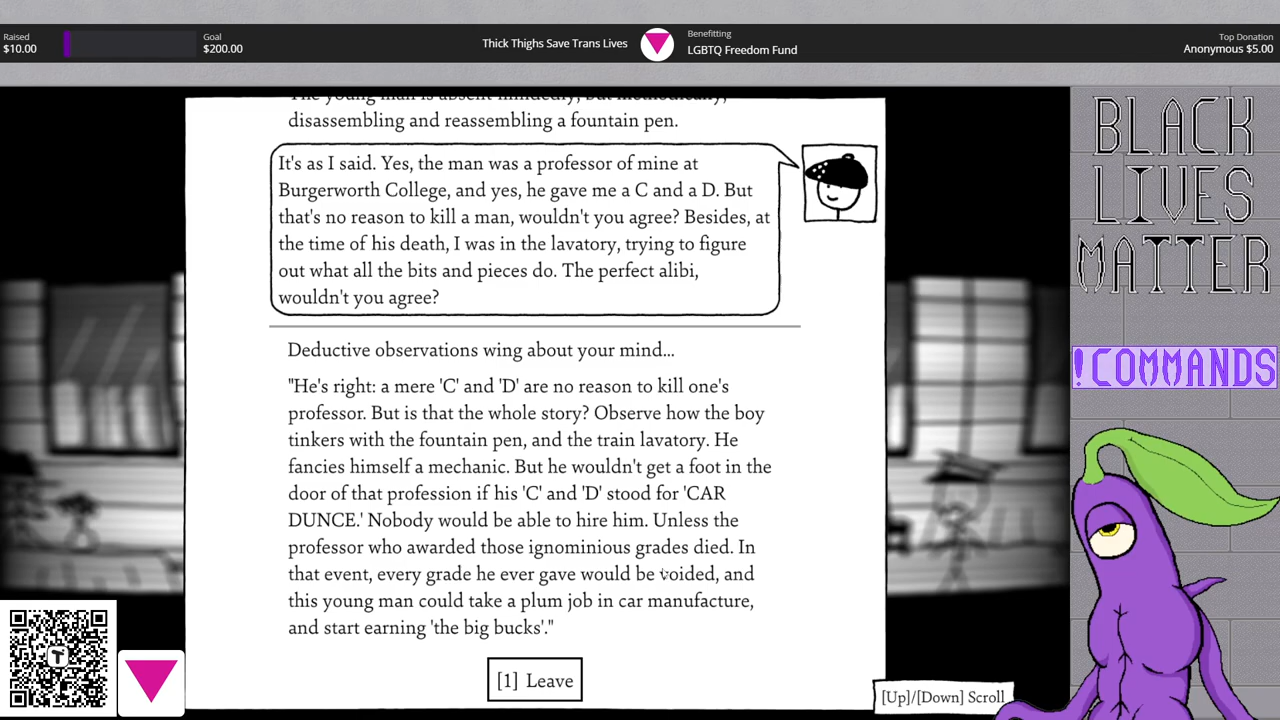 Raised
$10.00
Goal
$200.00
Thick Thighs Save Trans Lives
Benefitting
LGBTQ Freedom Fund
Top Donation
Anonymous $5.00
The young man is absent-mindedly, but methodically,
disassembling and reassembling a fountain pen.
It's as I said. Yes, the man was a professor of mine at
Burgerworth College, and yes, he gave me a C and a D. But
that's no reason to kill a man, wouldn't you agree? Besides, at
the time of his death, I was in the lavatory, trying to figure
out what all the bits and pieces do. The perfect alibi,
wouldn't you agree?
Deductive observations wing about your mind...
"He's right: a mere 'C' and 'D' are no reason to kill one's
professor. But is that the whole story? Observe how the boy
tinkers with the fountain pen, and the train lavatory. He
fancies himself a mechanic. But he wouldn't get a foot in the
door of that profession if his 'C' and 'D' stood for 'CAR
DUNCE.' Nobody would be able to hire him. Unless the
professor who awarded those ignominious grades died. In
that event, every grade he ever gave would be voided, and
this young man could take a plum job in car manufacture,
and start earning 'the big bucks'."
[1] Leave
[Up]/[Down] Scroll
BLACK
LIVES
MATTER
!COMMANDS
T